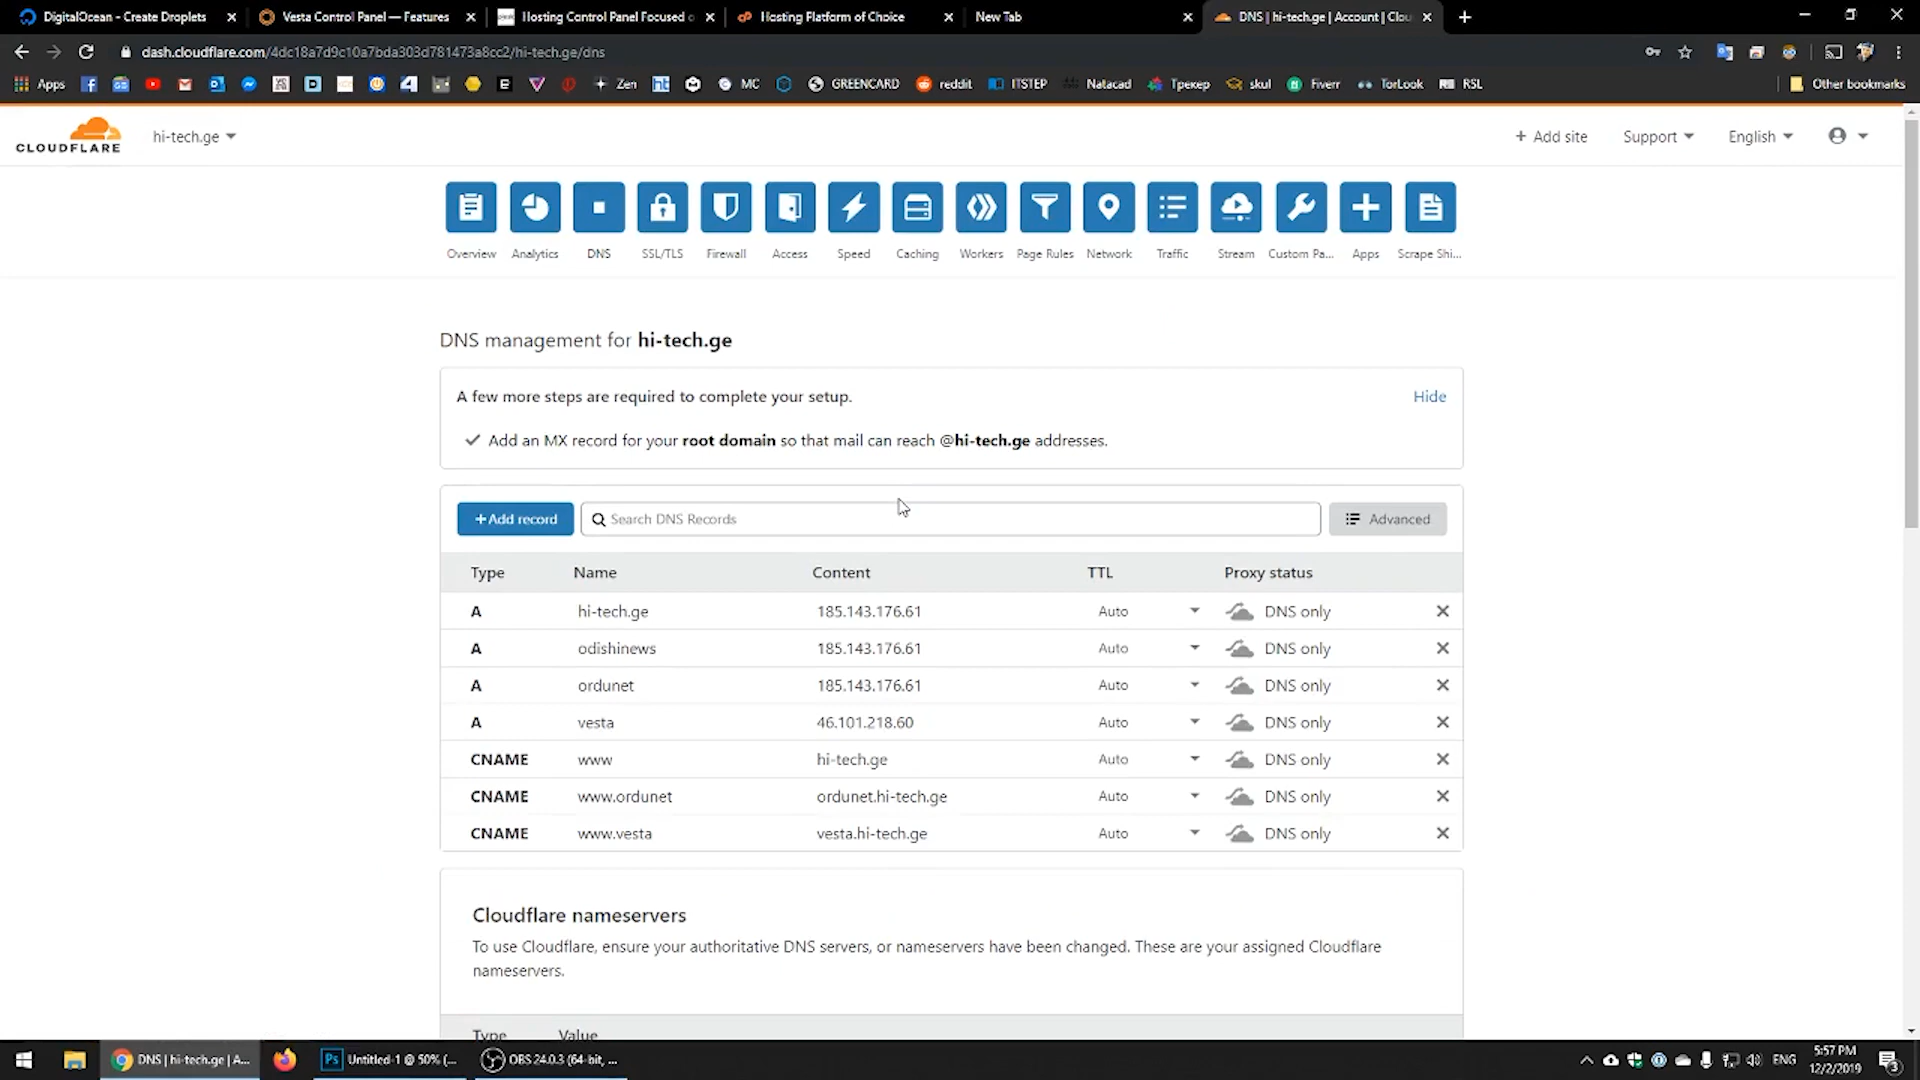 DigitalOcean - Create Droplets
Vesta Control Panel — Features
Hosting Control Panel Focused o
Hosting Platform of Choice
New Tab
DNS | hi-tech.ge | Account | Clou
dash.cloudflare.com/4dc18a7d9c10a7bda303d781473a8cc2/hi-tech.ge/dns
Apps
Zen
MC
GREENCARD
reddit
ITSTEP
Natacad
Трекер
skul
Fiverr
TorLook
RSL
Other bookmarks
CLOUDFLARE
hi-tech.ge
+ Add site
Support
English
Overview
Analytics
DNS
SSL/TLS
Firewall
Access
Speed
Caching
Workers
Page Rules
Network
Traffic
Stream
Custom Pa...
Apps
Scrape Shi...
DNS management for hi-tech.ge
A few more steps are required to complete your setup.
Hide
Add an MX record for your root domain so that mail can reach @hi-tech.ge addresses.
+Add record
Search DNS Records
Advanced
Type Name Content TTL Proxy status
A hi-tech.ge 185.143.176.61 Auto DNS only
A odishinews 185.143.176.61 Auto DNS only
A ordunet 185.143.176.61 Auto DNS only
A vesta 46.101.218.60 Auto DNS only
CNAME www hi-tech.ge Auto DNS only
CNAME www.ordunet ordunet.hi-tech.ge Auto DNS only
CNAME www.vesta vesta.hi-tech.ge Auto DNS only
Cloudflare nameservers
To use Cloudflare, ensure your authoritative DNS servers, or nameservers have been changed. These are your assigned Cloudflare
nameservers.
Type Value
DNS | hi-tech.ge | A...
Ps
Untitled-1 @ 50% (...
OBS 24.0.3 (64-bit, ...
ENG
5:57 PM
12/2/2019
3